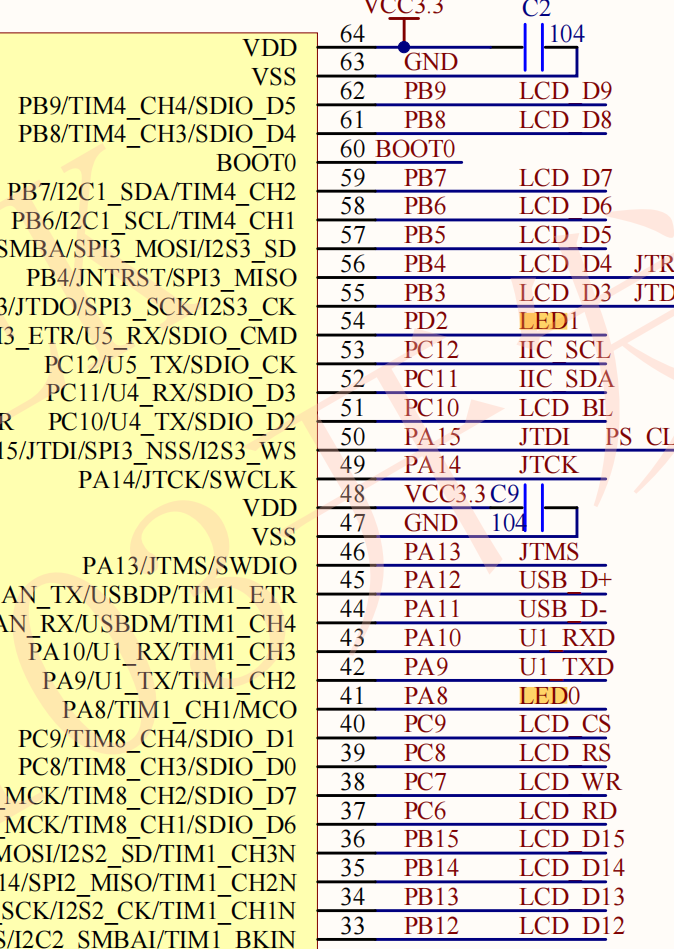 VCC3.3 C2
VDD 64 104
VSS 63 GND
PB9/TIM4_CH4/SDIO_D5 62 PB9 LCD_D9
PB8/TIM4_CH3/SDIO_D4 61 PB8 LCD_D8
BOOT0 60 BOOT0
PB7/I2C1_SDA/TIM4_CH2 59 PB7 LCD_D7
PB6/I2C1_SCL/TIM4_CH1 58 PB6 LCD_D6
SMBA/SPI3_MOSI/I2S3_SD 57 PB5 LCD_D5
PB4/JNTRST/SPI3_MISO 56 PB4 LCD_D4 JTR
3/JTDO/SPI3_SCK/I2S3_CK 55 PB3 LCD_D3 JTD
I3_ETR/U5_RX/SDIO_CMD 54 PD2 LED1
PC12/U5_TX/SDIO_CK 53 PC12 IIC_SCL
PC11/U4_RX/SDIO_D3 52 PC11 IIC_SDA
R PC10/U4_TX/SDIO_D2 51 PC10 LCD_BL
15/JTDI/SPI3_NSS/I2S3_WS 50 PA15 JTDI PS_CL
PA14/JTCK/SWCLK 49 PA14 JTCK
VDD 48 VCC3.3 C9
VSS 47 GND 104
PA13/JTMS/SWDIO 46 PA13 JTMS
AN_TX/USBDP/TIM1_ETR 45 PA12 USB_D+
AN_RX/USBDM/TIM1_CH4 44 PA11 USB_D-
PA10/U1_RX/TIM1_CH3 43 PA10 U1_RXD
PA9/U1_TX/TIM1_CH2 42 PA9 U1_TXD
PA8/TIM1_CH1/MCO 41 PA8 LED0
PC9/TIM8_CH4/SDIO_D1 40 PC9 LCD_CS
PC8/TIM8_CH3/SDIO_D0 39 PC8 LCD_RS
_MCK/TIM8_CH2/SDIO_D7 38 PC7 LCD_WR
_MCK/TIM8_CH1/SDIO_D6 37 PC6 LCD_RD
MOSI/I2S2_SD/TIM1_CH3N 36 PB15 LCD_D15
14/SPI2_MISO/TIM1_CH2N 35 PB14 LCD_D14
_SCK/I2S2_CK/TIM1_CH1N 34 PB13 LCD_D13
S/I2C2_SMBAI/TIM1_BKIN 33 PB12 LCD_D12